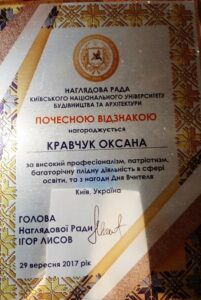 НАГЛЯДОВА РАДА
КИЇВСЬКОГО НАЦІОНАЛЬНОГО УНІВЕРСИТЕТУ
БУДІВНИЦТВА ТА АРХІТЕКТУРИ
ПОЧЕСНОЮ ВІДЗНАКОЮ
нагороджується
КРАВЧУК ОКСАНА
за високий професіоналізм, патріотизм,
багаторічну плідну діяльність в сфері
освіти, та з нагоди Дня Вчителя
Київ, Україна
ГОЛОВА
Наглядової Ради
ІГОР ЛИСОВ
29 вересня 2017 рік